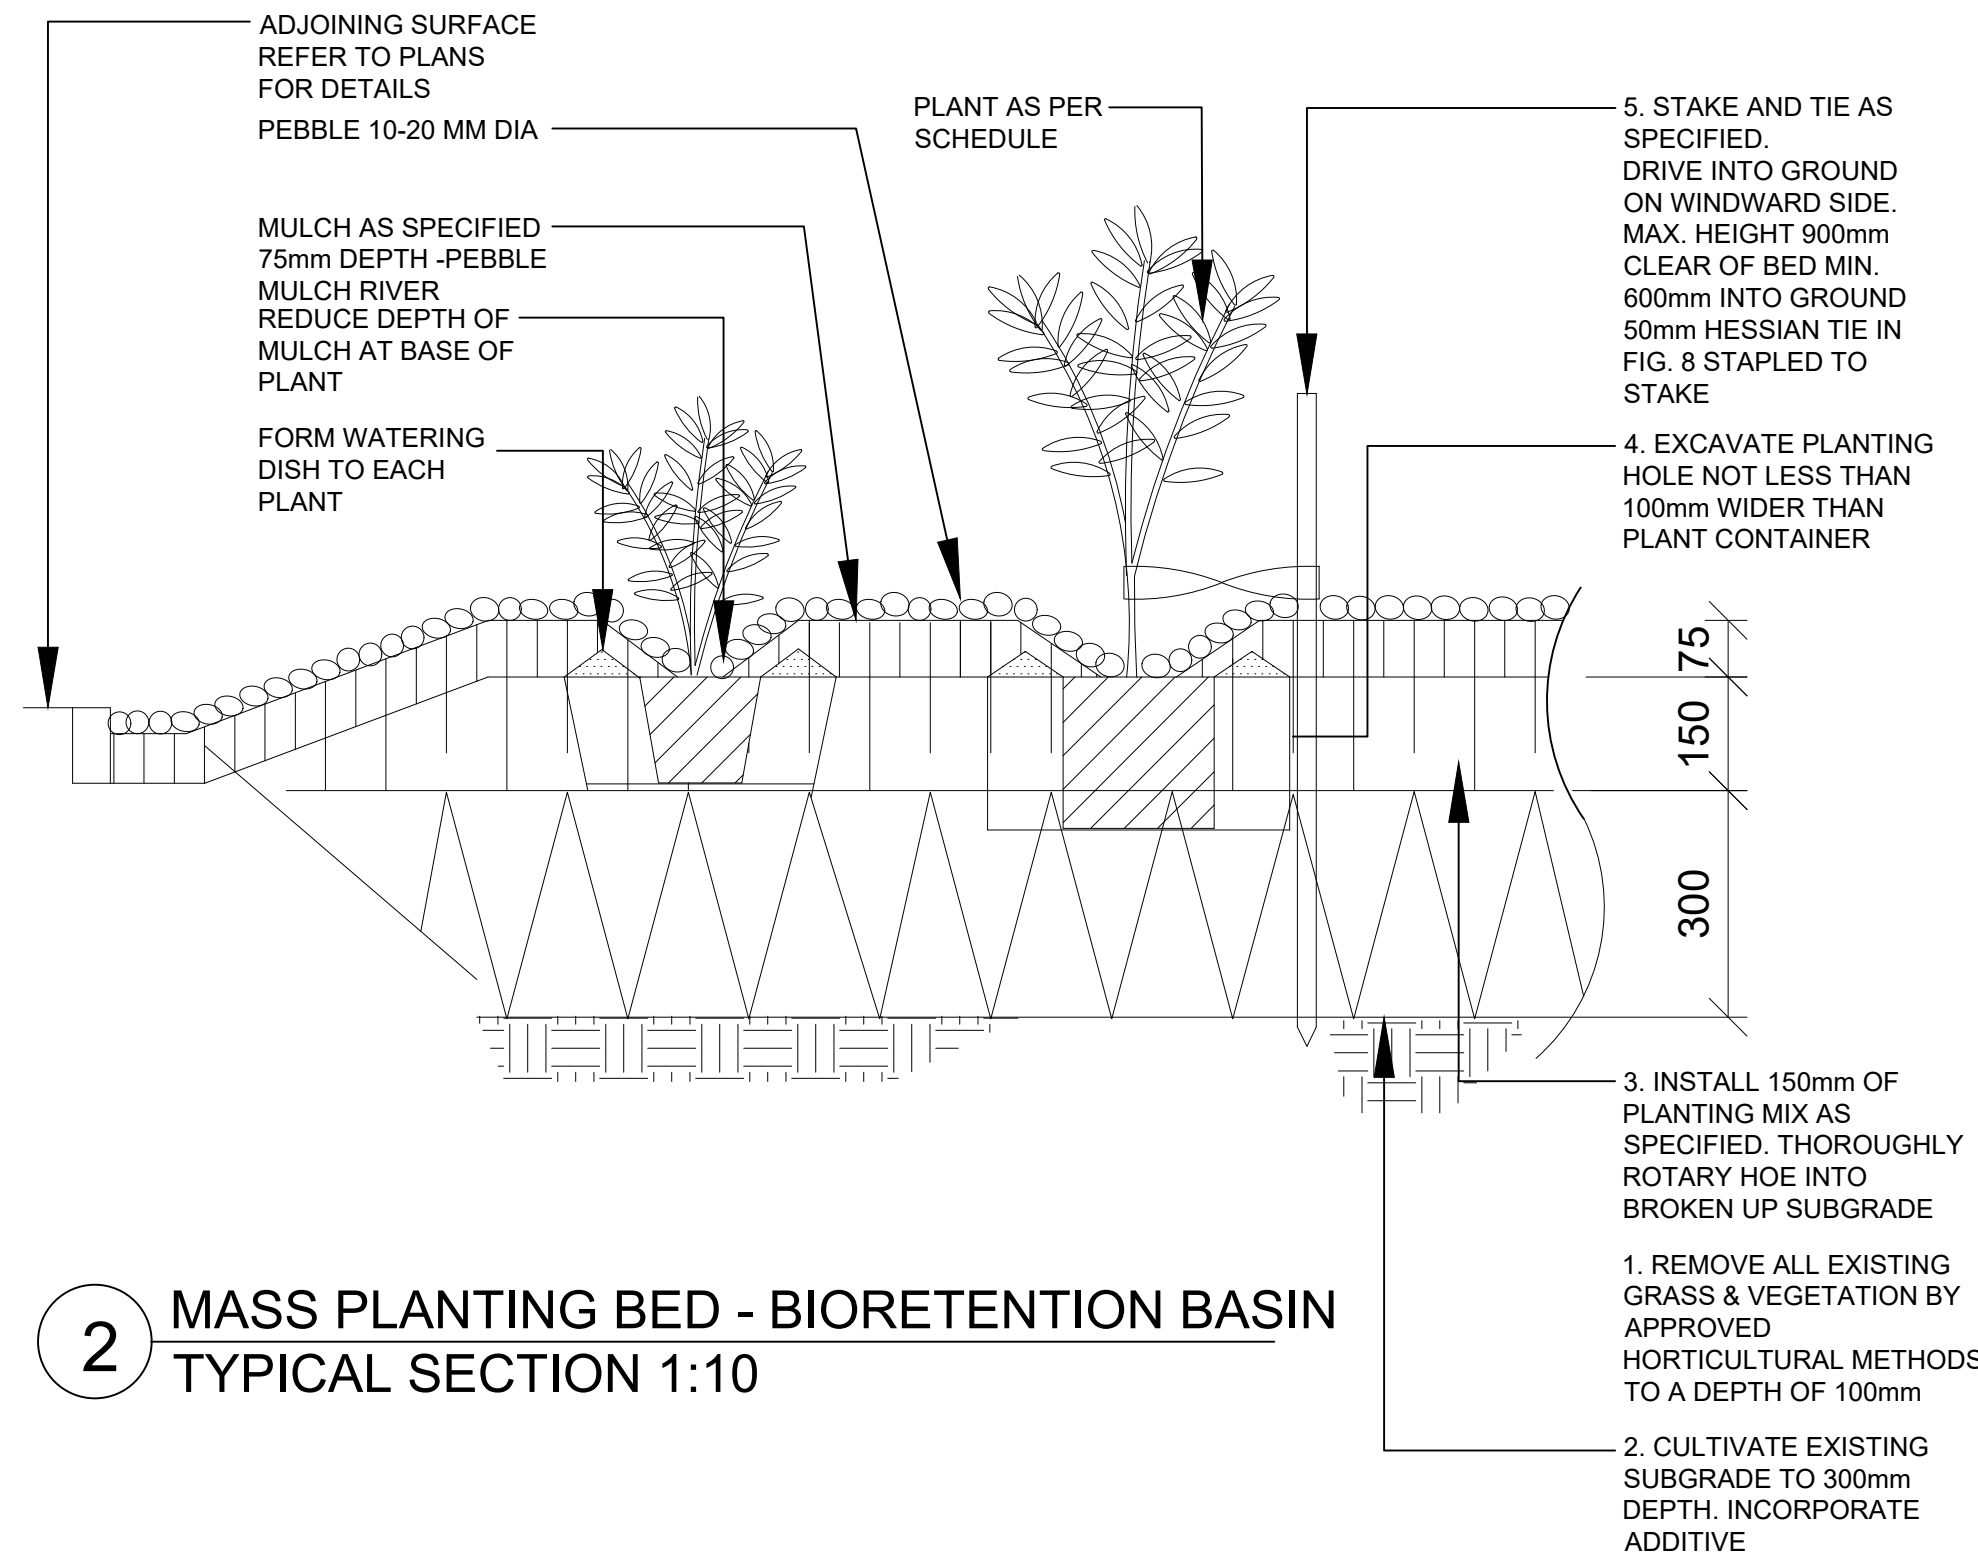 ADJOINING SURFACE
REFER TO PLANS
FOR DETAILS
PEBBLE 10-20 MM DIA
MULCH AS SPECIFIED
75mm DEPTH -PEBBLE
MULCH RIVER
REDUCE DEPTH OF
MULCH AT BASE OF
PLANT
FORM WATERING
DISH TO EACH
PLANT
PLANT AS PER
SCHEDULE
5. STAKE AND TIE AS
SPECIFIED.
DRIVE INTO GROUND
ON WINDWARD SIDE.
MAX. HEIGHT 900mm
CLEAR OF BED MIN.
600mm INTO GROUND
50mm HESSIAN TIE IN
FIG. 8 STAPLED TO
STAKE
4. EXCAVATE PLANTING
HOLE NOT LESS THAN
100mm WIDER THAN
PLANT CONTAINER
75
150
300
3. INSTALL 150mm OF
PLANTING MIX AS
SPECIFIED. THOROUGHLY
ROTARY HOE INTO
BROKEN UP SUBGRADE
1. REMOVE ALL EXISTING
GRASS & VEGETATION BY
APPROVED
HORTICULTURAL METHODS
TO A DEPTH OF 100mm
2. CULTIVATE EXISTING
SUBGRADE TO 300mm
DEPTH. INCORPORATE
ADDITIVE
2
MASS PLANTING BED - BIORETENTION BASIN
TYPICAL SECTION 1:10